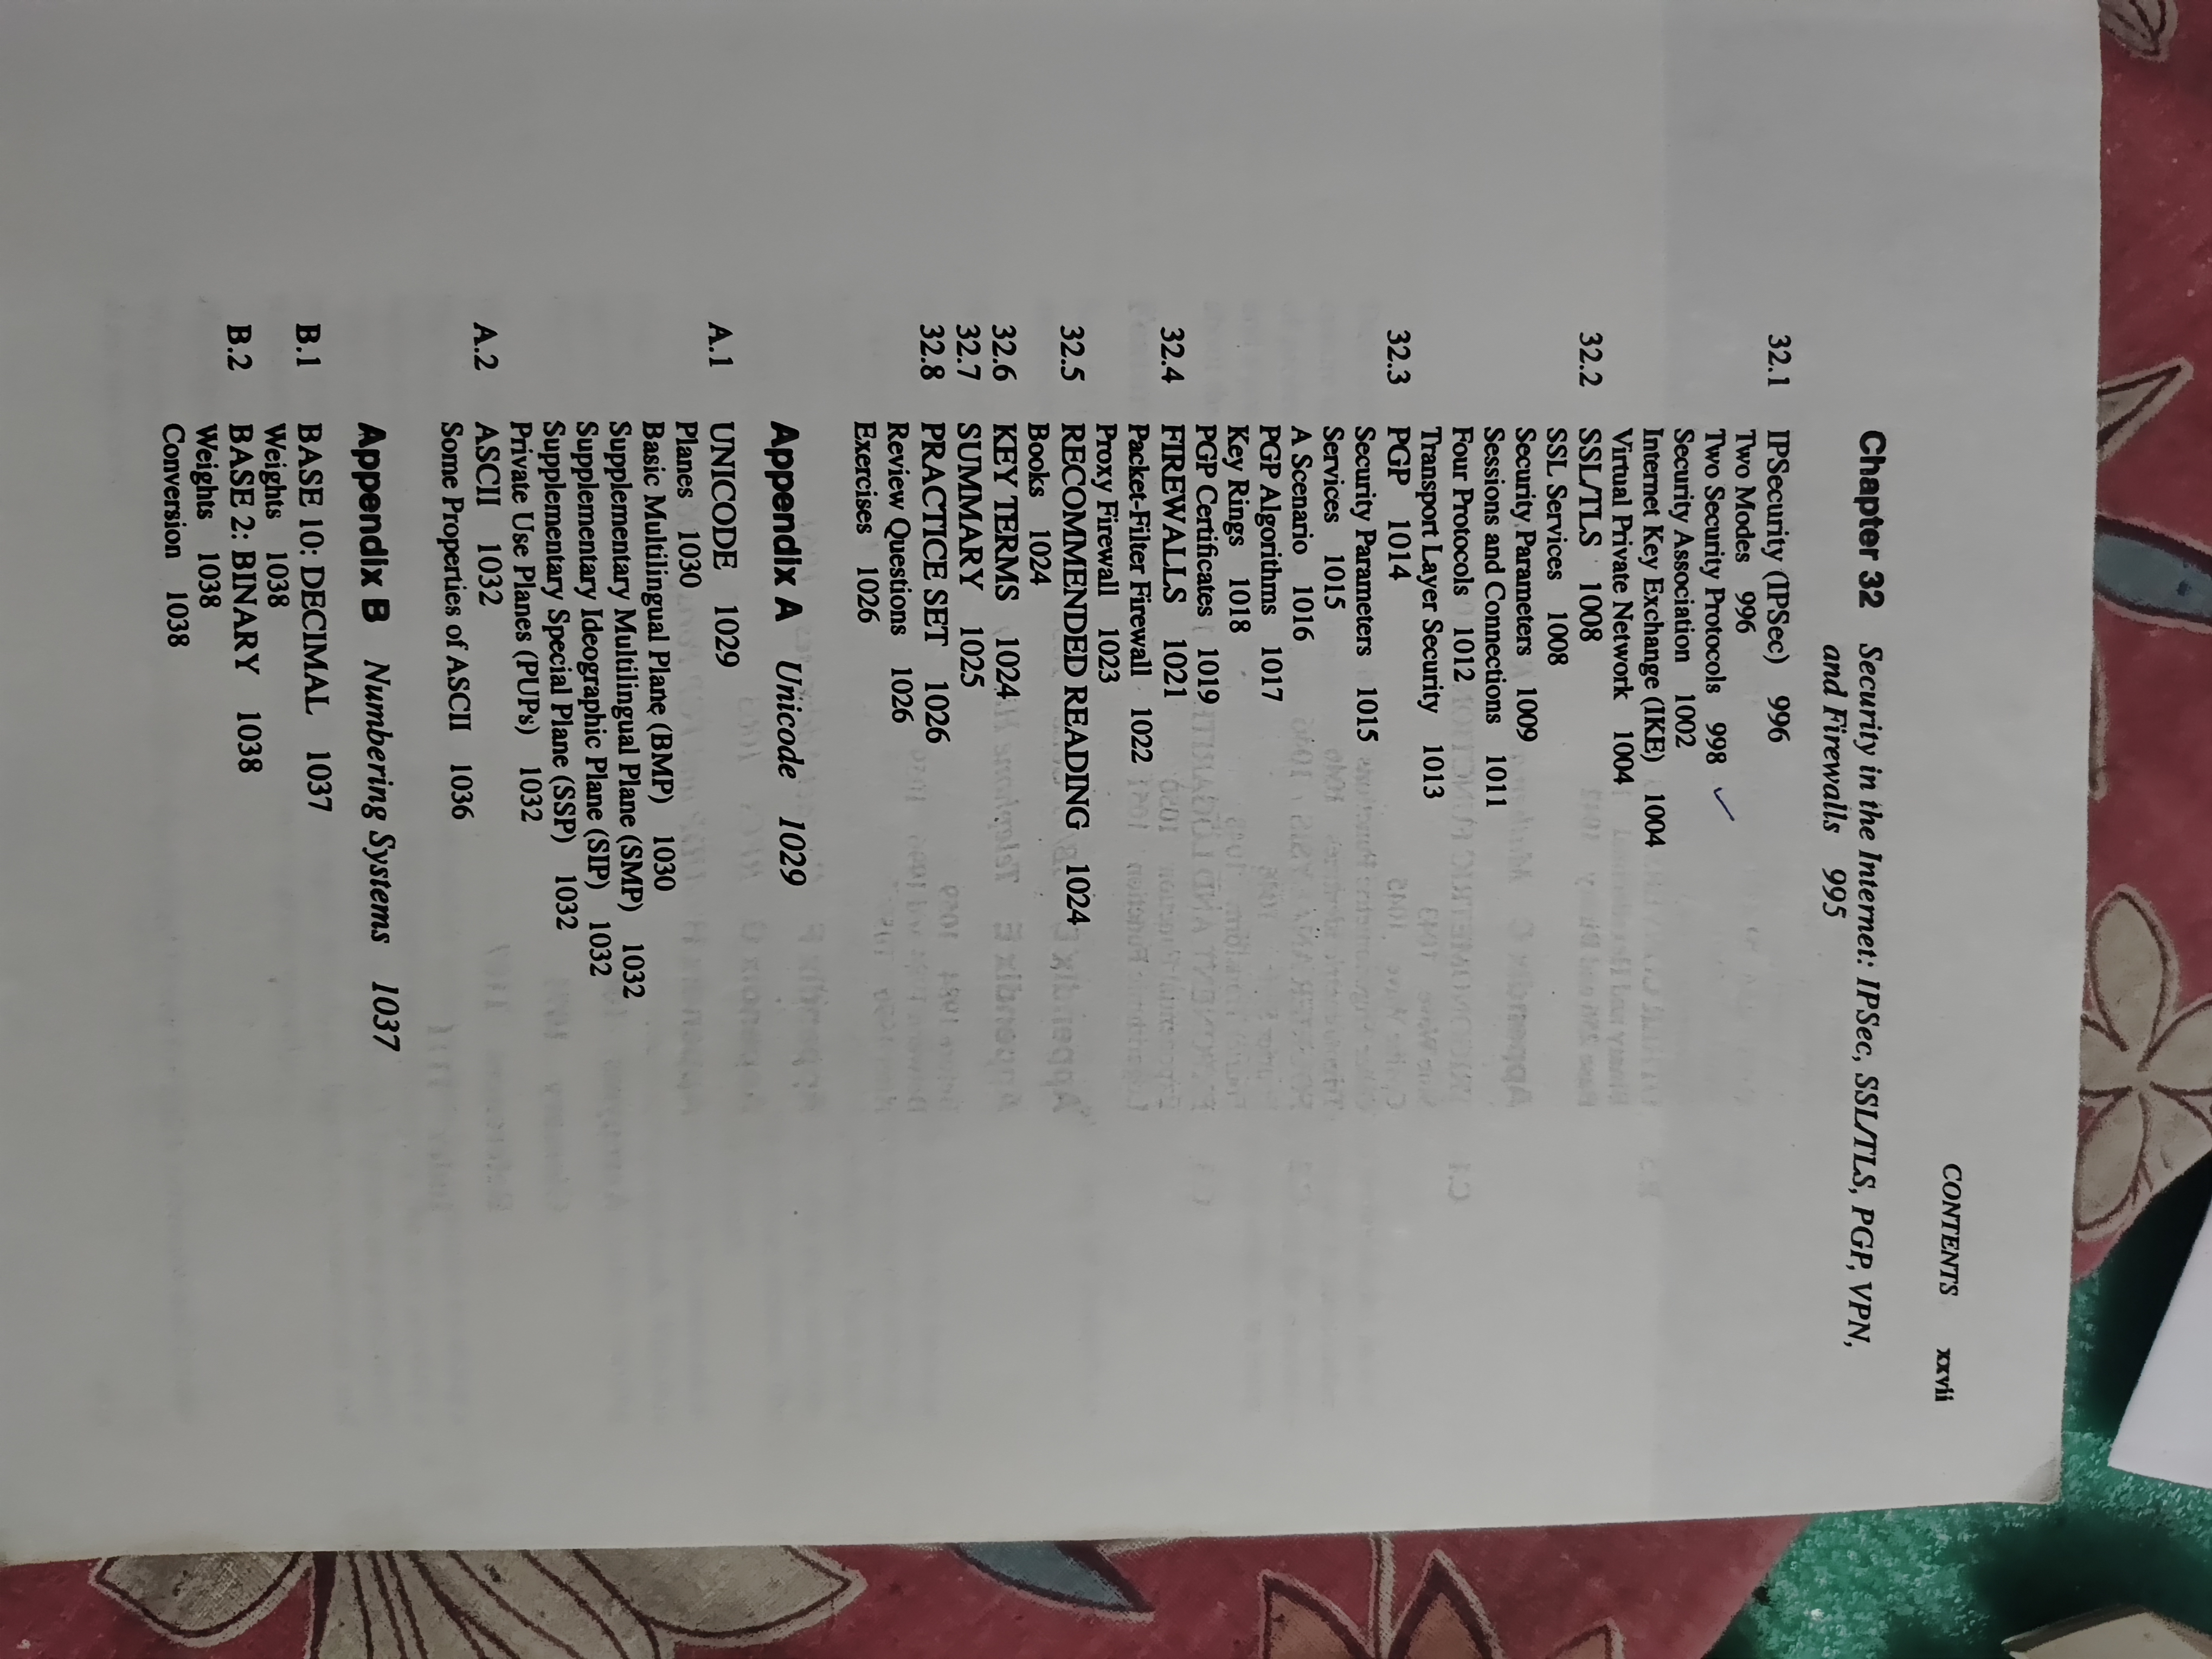 CONTENTS xxvii
Chapter 32 Security in the Internet: IPSec, SSL/TLS, PGP, VPN,
and Firewalls 995
32.1 IPSecurity (IPSec) 996
Two Modes 996
Two Security Protocols 998
Security Association 1002
Internet Key Exchange (IKE) 1004
Virtual Private Network 1004
32.2 SSL/TLS 1008
SSL Services 1008
Security Parameters 1009
Sessions and Connections 1011
Four Protocols 1012
Transport Layer Security 1013
32.3 PGP 1014
Security Parameters 1015
Services 1015
A Scenario 1016
PGP Algorithms 1017
Key Rings 1018
PGP Certificates 1019
32.4 FIREWALLS 1021
Packet-Filter Firewall 1022
Proxy Firewall 1023
32.5 RECOMMENDED READING 1024
Books 1024
32.6 KEY TERMS 1024
32.7 SUMMARY 1025
32.8 PRACTICE SET 1026
Review Questions 1026
Exercises 1026
Appendix A Unicode 1029
A.1 UNICODE 1029
Planes 1030
Basic Multilingual Plane (BMP) 1030
Supplementary Multilingual Plane (SMP) 1032
Supplementary Ideographic Plane (SIP) 1032
Supplementary Special Plane (SSP) 1032
Private Use Planes (PUPs) 1032
A.2 ASCII 1032
Some Properties of ASCII 1036
Appendix B Numbering Systems 1037
B.1 BASE 10: DECIMAL 1037
Weights 1038
B.2 BASE 2: BINARY 1038
Weights 1038
Conversion 1038